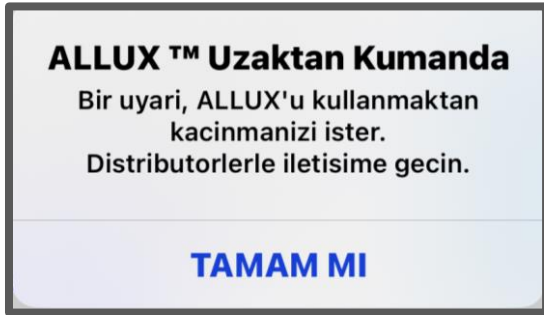 ALLUX ™ Uzaktan Kumanda
Bir uyari, ALLUX'u kullanmaktan
kacinmanizi ister.
Distributorlerle iletisime gecin.
TAMAM MI